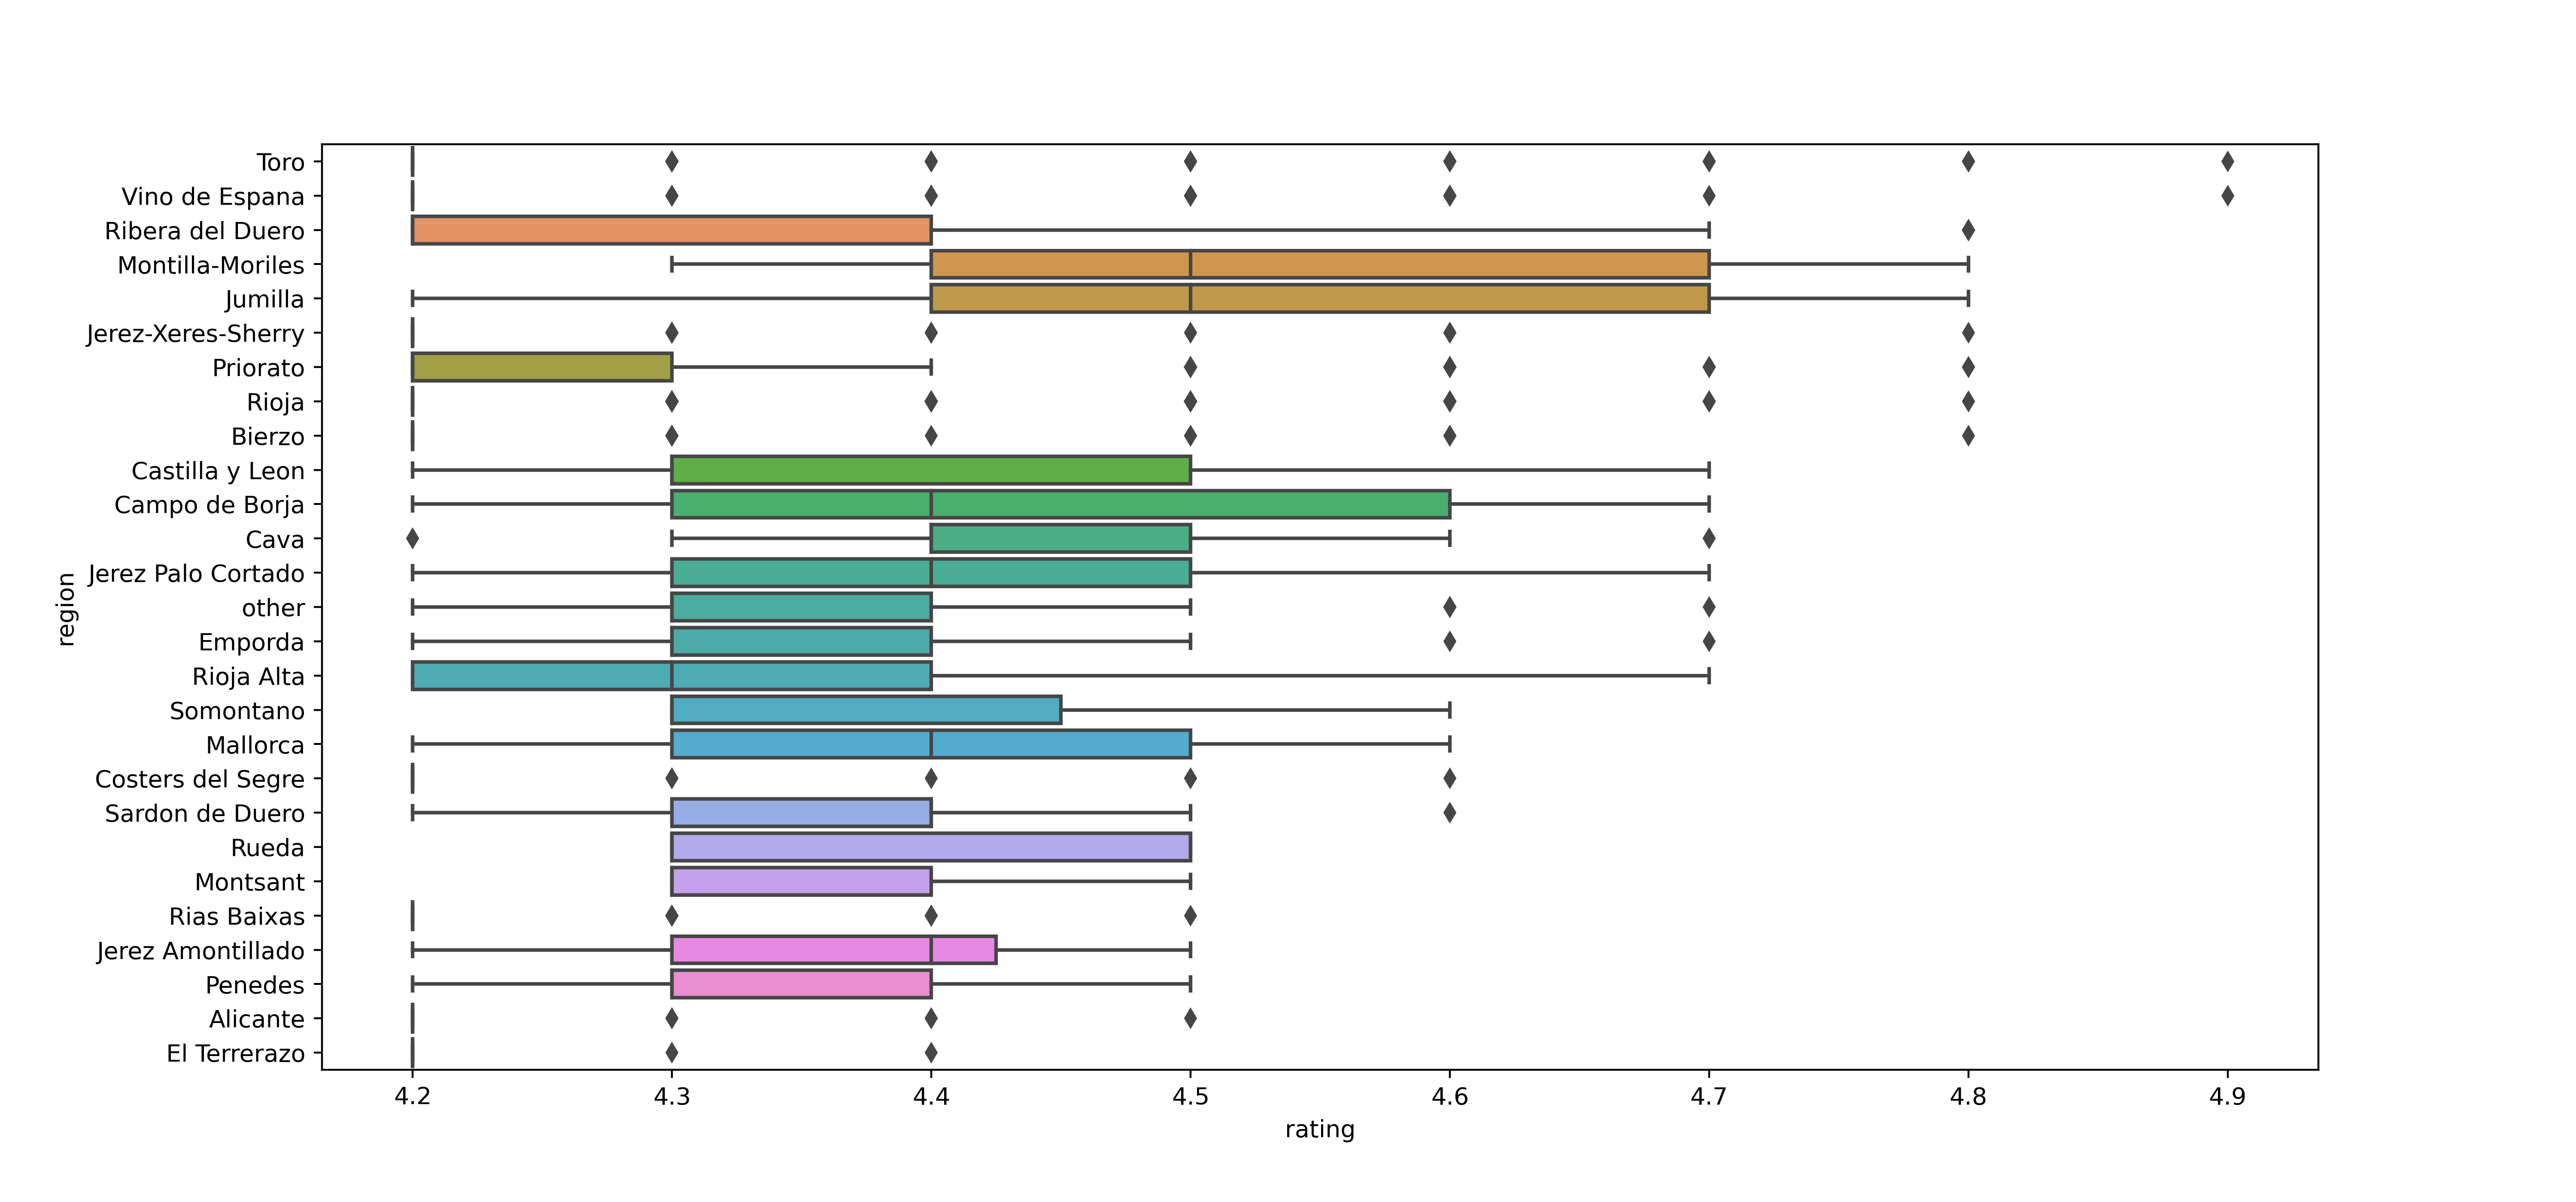 Toro
Vino de Espana
Ribera del Duero
Montilla-Moriles
Jumilla
Jerez-Xeres-Sherry
Priorato
Rioja
Bierzo
Castilla y Leon
Campo de Borja
Cava
Jerez Palo Cortado
other
Emporda
Rioja Alta
Somontano
Mallorca
Costers del Segre
Sardon de Duero
Rueda
Montsant
Rias Baixas
Jerez Amontillado
Penedes
Alicante
El Terrerazo
region
4.2 4.3 4.4 4.5 4.6 4.7 4.8 4.9
rating